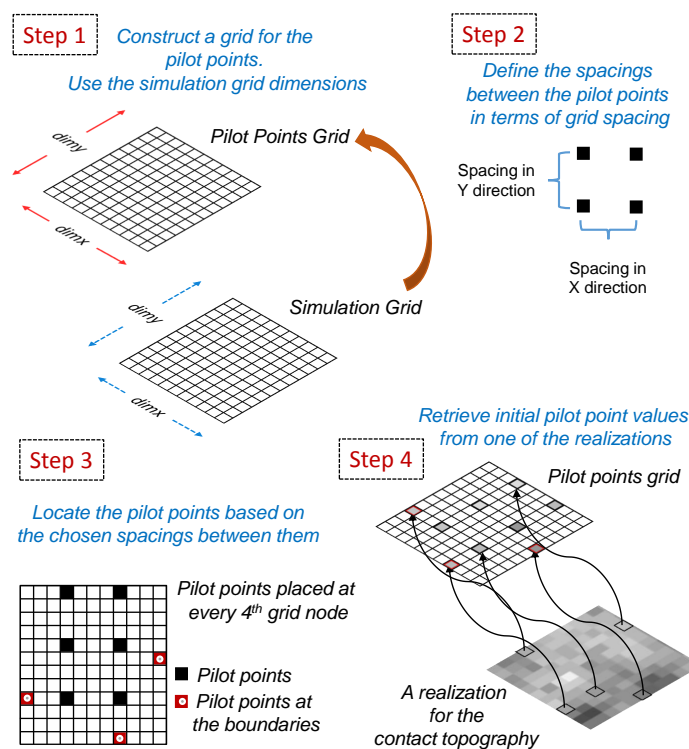 Step 1
Construct a grid for the
pilot points.
Use the simulation grid dimensions
Pilot Points Grid
dimy
dimx
Simulation Grid
dimy
dimx
Step 2
Define the spacings
between the pilot points
in terms of grid spacing
Spacing in
Y direction
Spacing in
X direction
Step 3
Locate the pilot points based on
the chosen spacings between them
Pilot points placed at
every 4th grid node
Pilot points
Pilot points at
the boundaries
Step 4
Retrieve initial pilot point values
from one of the realizations
Pilot points grid
A realization
for the
contact topography